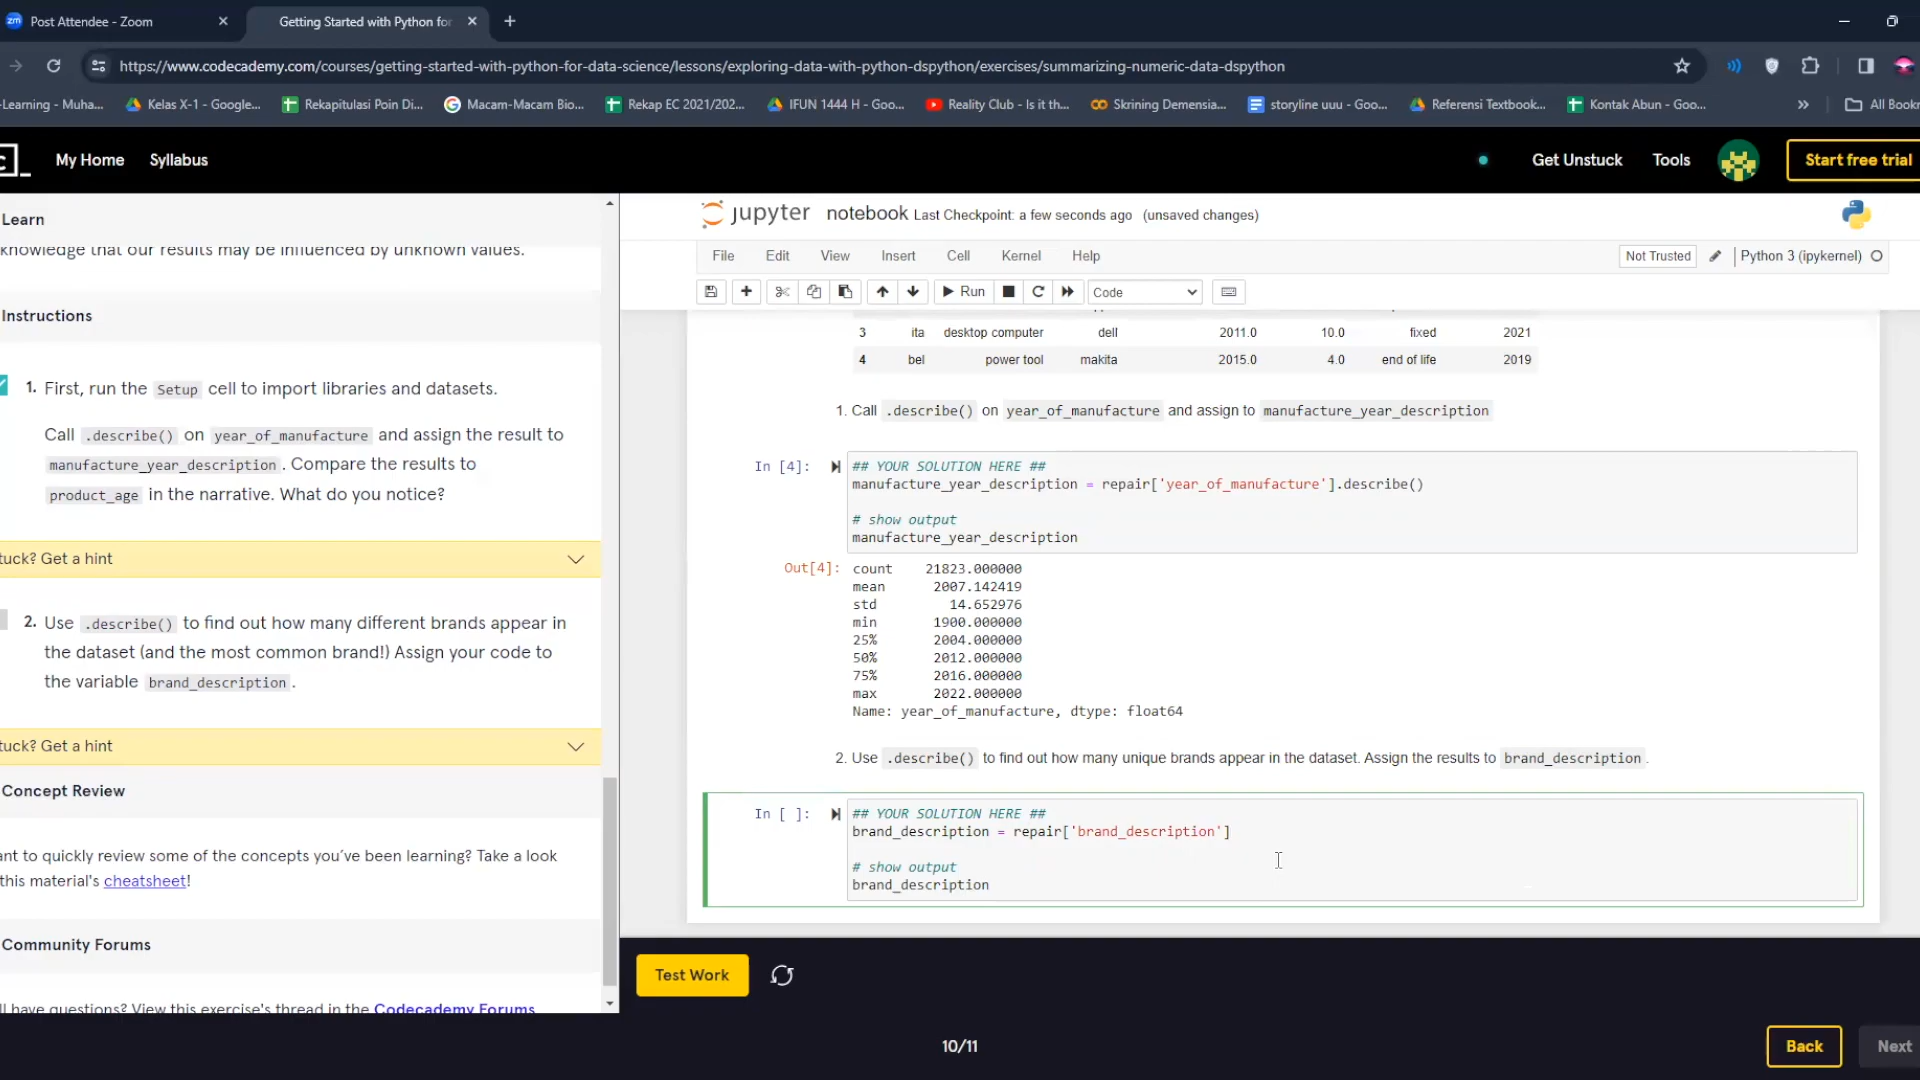 Post Attendee - Zoom
Getting Started with Python for
https://www.codecademy.com/courses/getting-started-with-python-for-data-science/lessons/exploring-data-with-python-dspython/exercises/summarizing-numeric-data-dspython
-Learning - Muha...
Kelas X-1 - Google...
Rekapitulasi Poin Di...
Macam-Macam Bio...
Rekap EC 2021/202...
IFUN 1444 H - Goo...
Reality Club - Is it th...
Skrining Demensia...
storyline uuu - Goo...
Referensi Textbook...
Kontak Abun - Goo...
All Bookr
My Home
Syllabus
Get Unstuck
Tools
Start free trial
Learn
knowledge that our results may be influenced by unknown values.
Instructions
1. First, run the Setup cell to import libraries and datasets.
Call .describe() on year_of_manufacture and assign the result to
manufacture_year_description. Compare the results to
product_age in the narrative. What do you notice?
tuck? Get a hint
2. Use .describe() to find out how many different brands appear in
the dataset (and the most common brand!) Assign your code to
the variable brand_description.
tuck? Get a hint
Concept Review
ant to quickly review some of the concepts you've been learning? Take a look
this material's cheatsheet!
Community Forums
ll have questions? View this exercise's thread in the Codecademy Forums
jupyter notebook Last Checkpoint: a few seconds ago (unsaved changes)
File Edit View Insert Cell Kernel Help
Not Trusted
Python 3 (ipykernel)
Run
Code
3 ita desktop computer dell 2011.0 10.0 fixed 2021
4 bel power tool makita 2015.0 4.0 end of life 2019
1. Call .describe() on year_of_manufacture and assign to manufacture_year_description
In [4]:
## YOUR SOLUTION HERE ##
manufacture_year_description = repair['year_of_manufacture'].describe()
# show output
manufacture_year_description
Out[4]:
count 21823.000000
mean 2007.142419
std 14.652976
min 1900.000000
25% 2004.000000
50% 2012.000000
75% 2016.000000
max 2022.000000
Name: year_of_manufacture, dtype: float64
2. Use .describe() to find out how many unique brands appear in the dataset. Assign the results to brand_description.
In [ ]:
## YOUR SOLUTION HERE ##
brand_description = repair['brand_description']
# show output
brand_description
Test Work
10/11
Back
Next